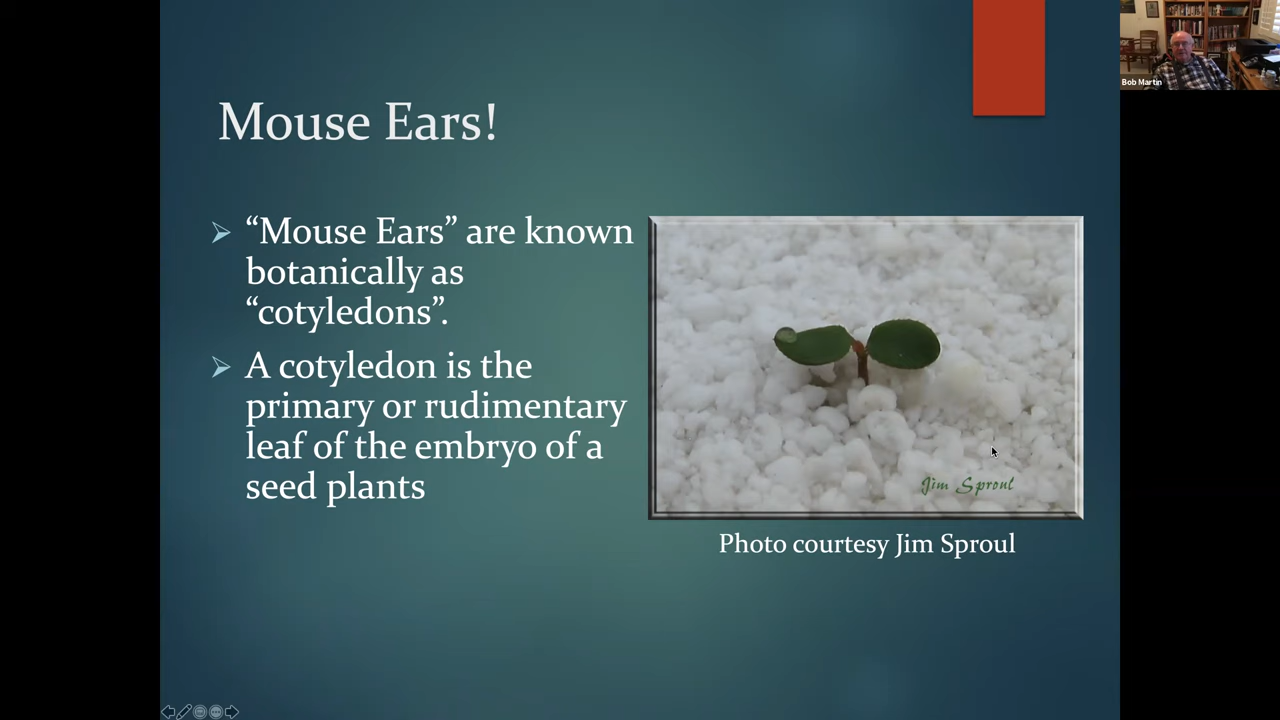 Mouse Ears!
“Mouse Ears” are known
botanically as
“cotyledons”.
A cotyledon is the
primary or rudimentary
leaf of the embryo of a
seed plants
Jim Sproul
Photo courtesy Jim Sproul
Bob Martin